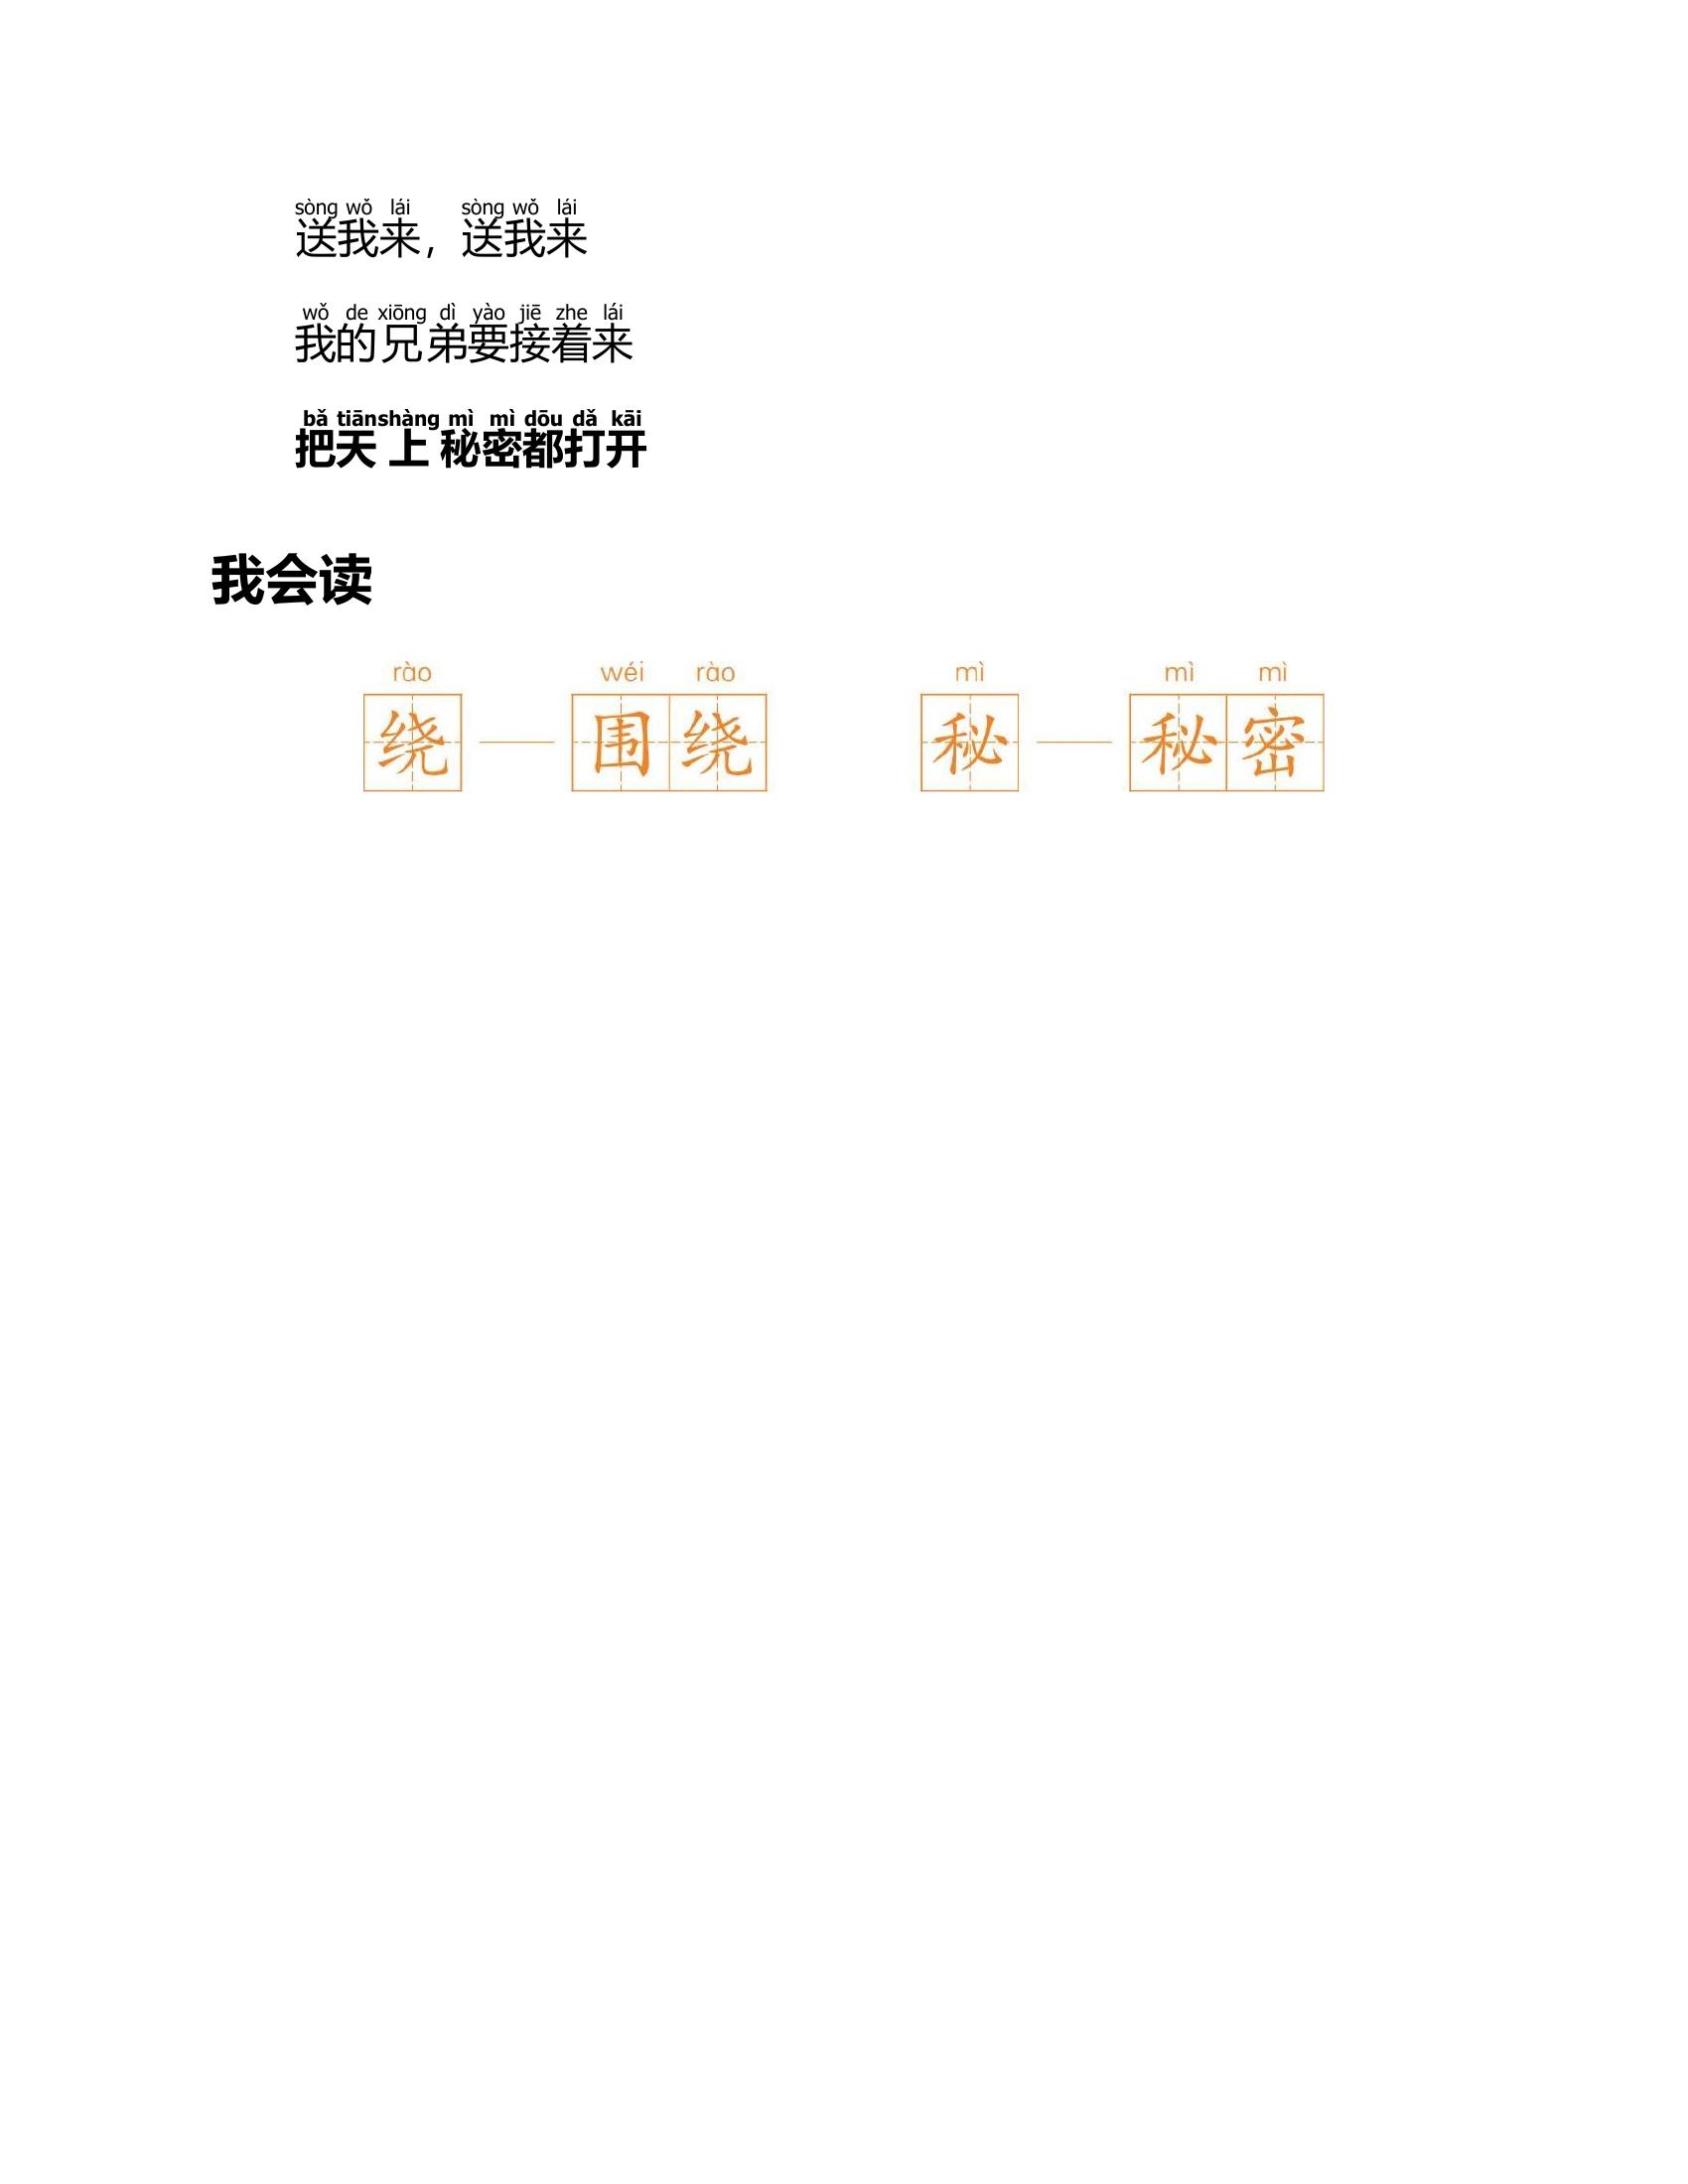 sòng wǒ lái sòng wǒ lái
送我来，送我来
wǒ de xiōng dì yào jiē zhe lái
我的兄弟要接着来
bǎ tiānshàng mì mì dōu dǎ kāi
把天上秘密都打开
我会读
rào wéi rào mì mì mì
绕——围绕 秘——秘密